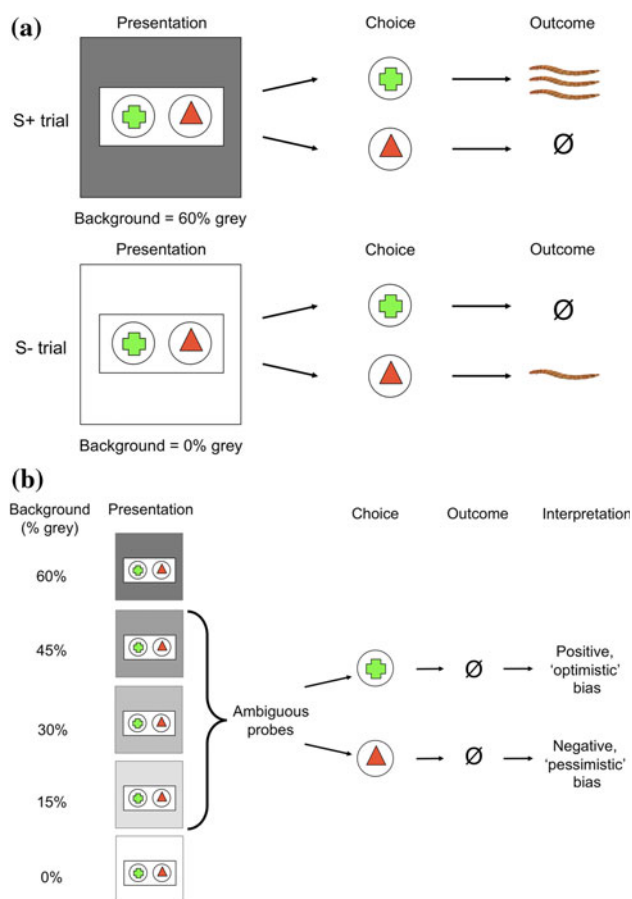 (a)
Presentation Choice Outcome
S+ trial
Ø
Background = 60% grey
Presentation Choice Outcome
Ø
S- trial
Background = 0% grey
(b)
Background
(% grey)
Presentation Choice Outcome Interpretation
60%
45%
Ø
Positive,
'optimistic'
bias
30%
Ambiguous
probes
Ø
Negative,
'pessimistic'
bias
15%
0%